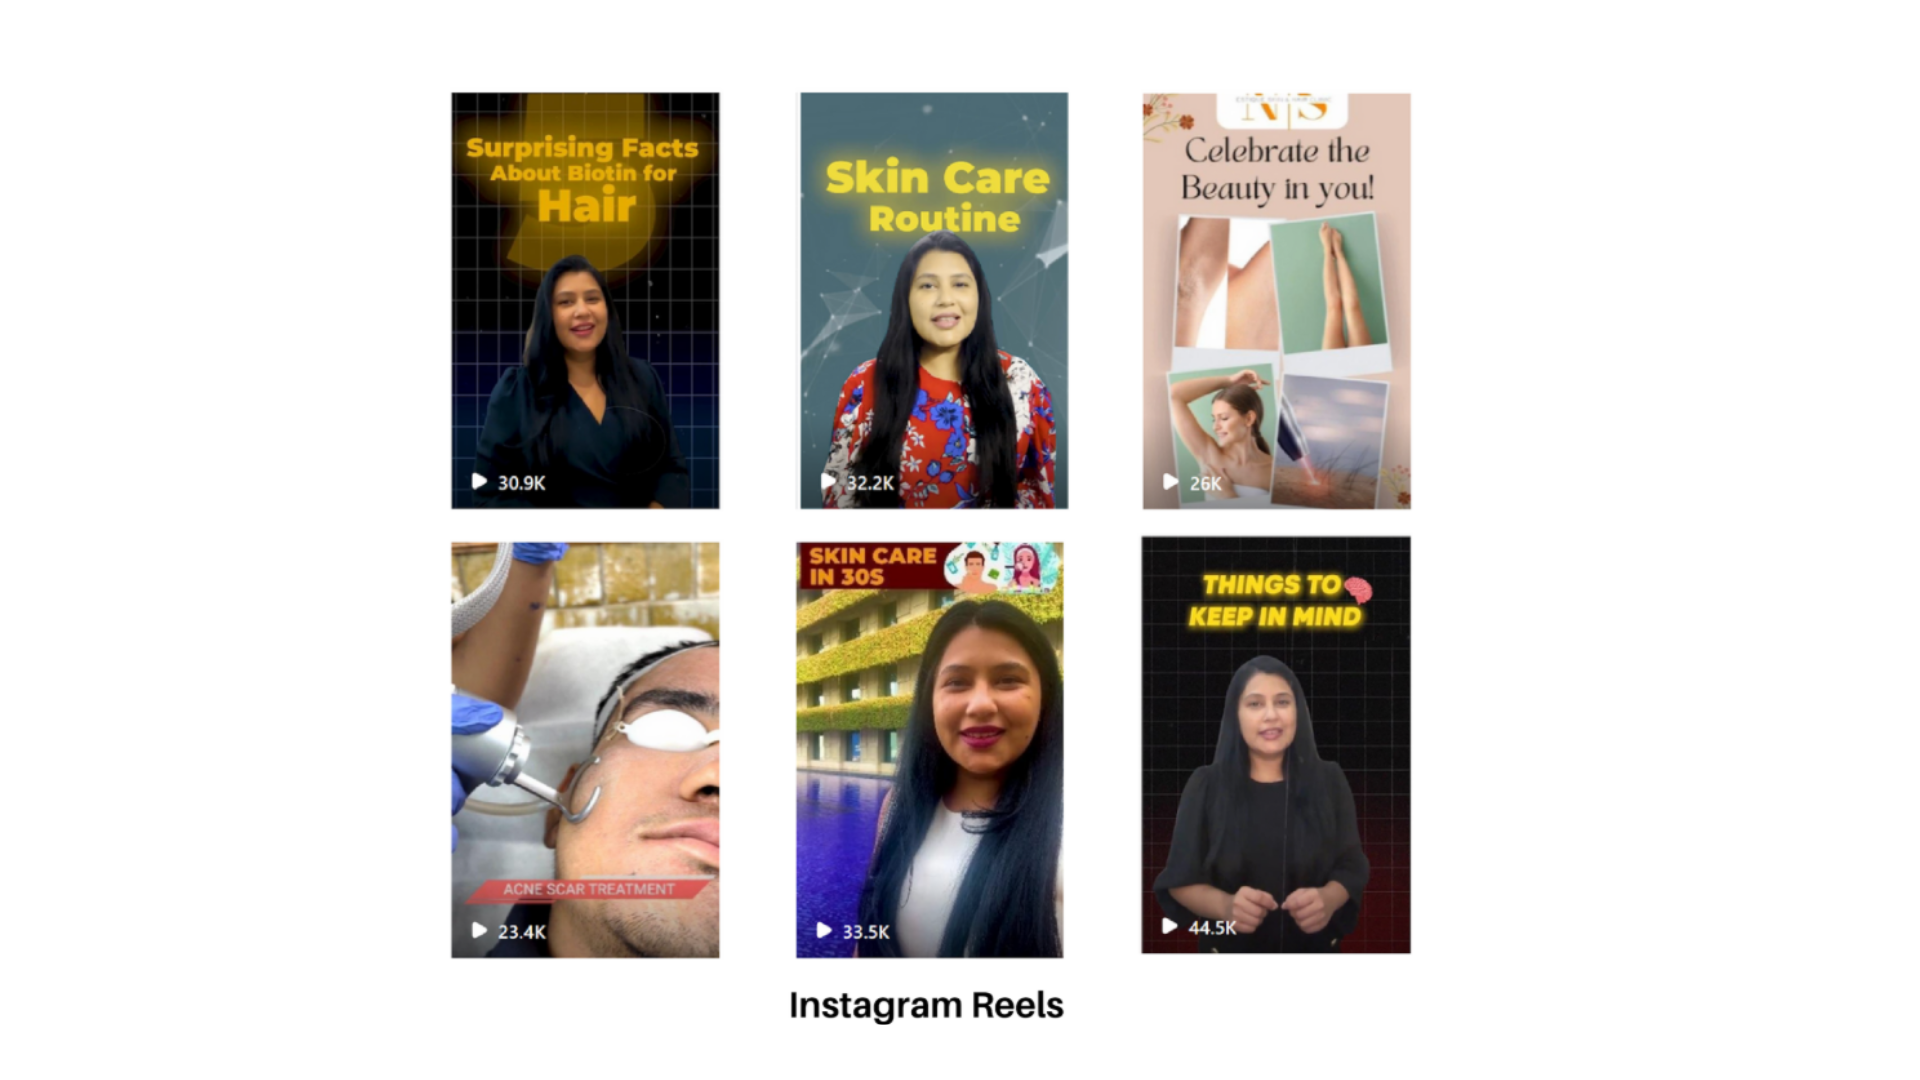 Surprising Facts
About Biotin for
Hair
30.9K
Skin Care
Routine
32.2K
N|S
Celebrate the
Beauty in you!
26K
ACNE SCAR TREATMENT
23.4K
SKIN CARE
IN 30S
33.5K
THINGS TO
KEEP IN MIND
44.5K
Instagram Reels